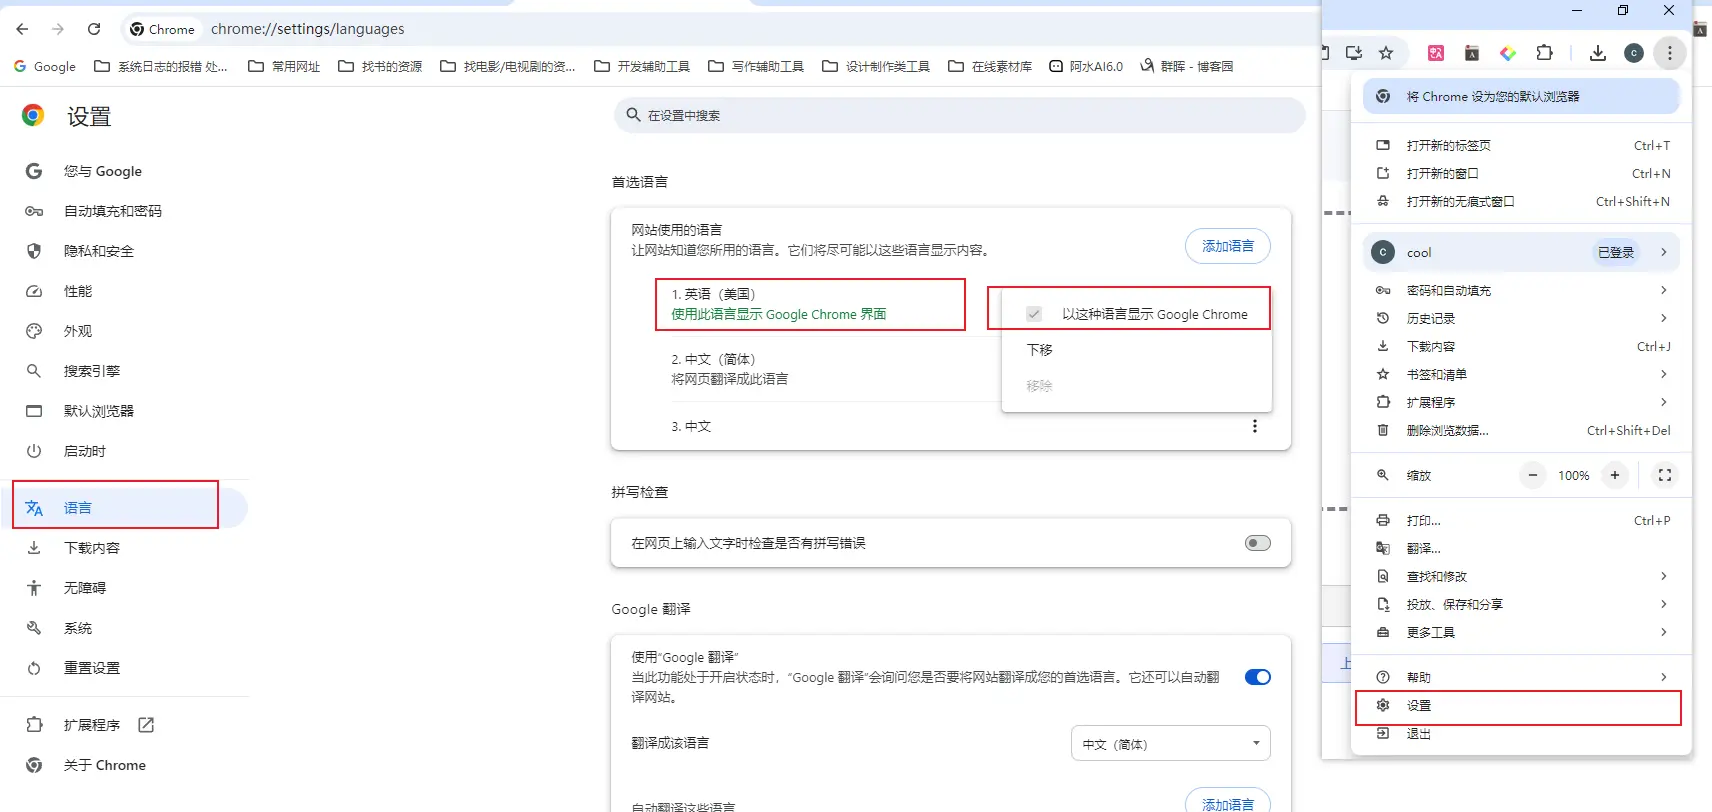 Chrome
chrome://settings/languages
Google
系统日志的报错 处...
常用网址
找书的资源
找电影/电视剧的资...
开发辅助工具
写作辅助工具
设计制作类工具
在线素材库
阿水AI6.0
群晖 - 博客园
设置
在设置中搜索
您与 Google
自动填充和密码
隐私和安全
性能
外观
搜索引擎
默认浏览器
启动时
语言
下载内容
无障碍
系统
重置设置
扩展程序
关于 Chrome
首选语言
网站使用的语言
让网站知道您所用的语言。它们将尽可能以这些语言显示内容。
添加语言
1. 英语（美国）
使用此语言显示 Google Chrome 界面
2. 中文（简体）
将网页翻译成此语言
3. 中文
以这种语言显示 Google Chrome
下移
移除
拼写检查
在网页上输入文字时检查是否有拼写错误
Google 翻译
使用“Google 翻译”
当此功能处于开启状态时，“Google 翻译”会询问您是否要将网站翻译成您的首选语言。它还可以自动翻
译网站。
翻译成该语言
中文（简体）
自动翻译这些语言
添加语言
将 Chrome 设为您的默认浏览器
打开新的标签页 Ctrl+T
打开新的窗口 Ctrl+N
打开新的无痕式窗口 Ctrl+Shift+N
c cool 已登录
密码和自动填充
历史记录
下载内容 Ctrl+J
书签和清单
扩展程序
删除浏览数据... Ctrl+Shift+Del
缩放 − 100% +
打印... Ctrl+P
翻译...
查找和修改
投放、保存和分享
更多工具
帮助
设置
退出
上